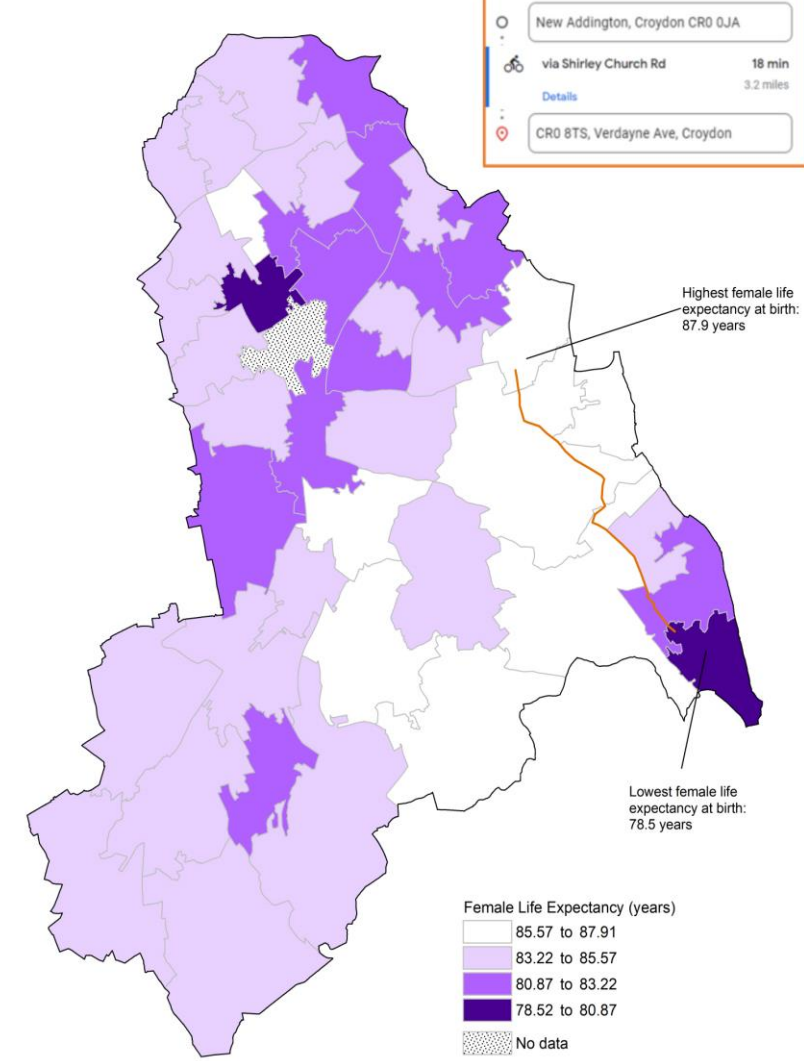 New Addington, Croydon CR0 0JA
via Shirley Church Rd 18 min
3.2 miles
Details
CR0 8TS, Verdayne Ave, Croydon
Highest female life
expectancy at birth:
87.9 years
Lowest female life
expectancy at birth:
78.5 years
Female Life Expectancy (years)
85.57 to 87.91
83.22 to 85.57
80.87 to 83.22
78.52 to 80.87
No data